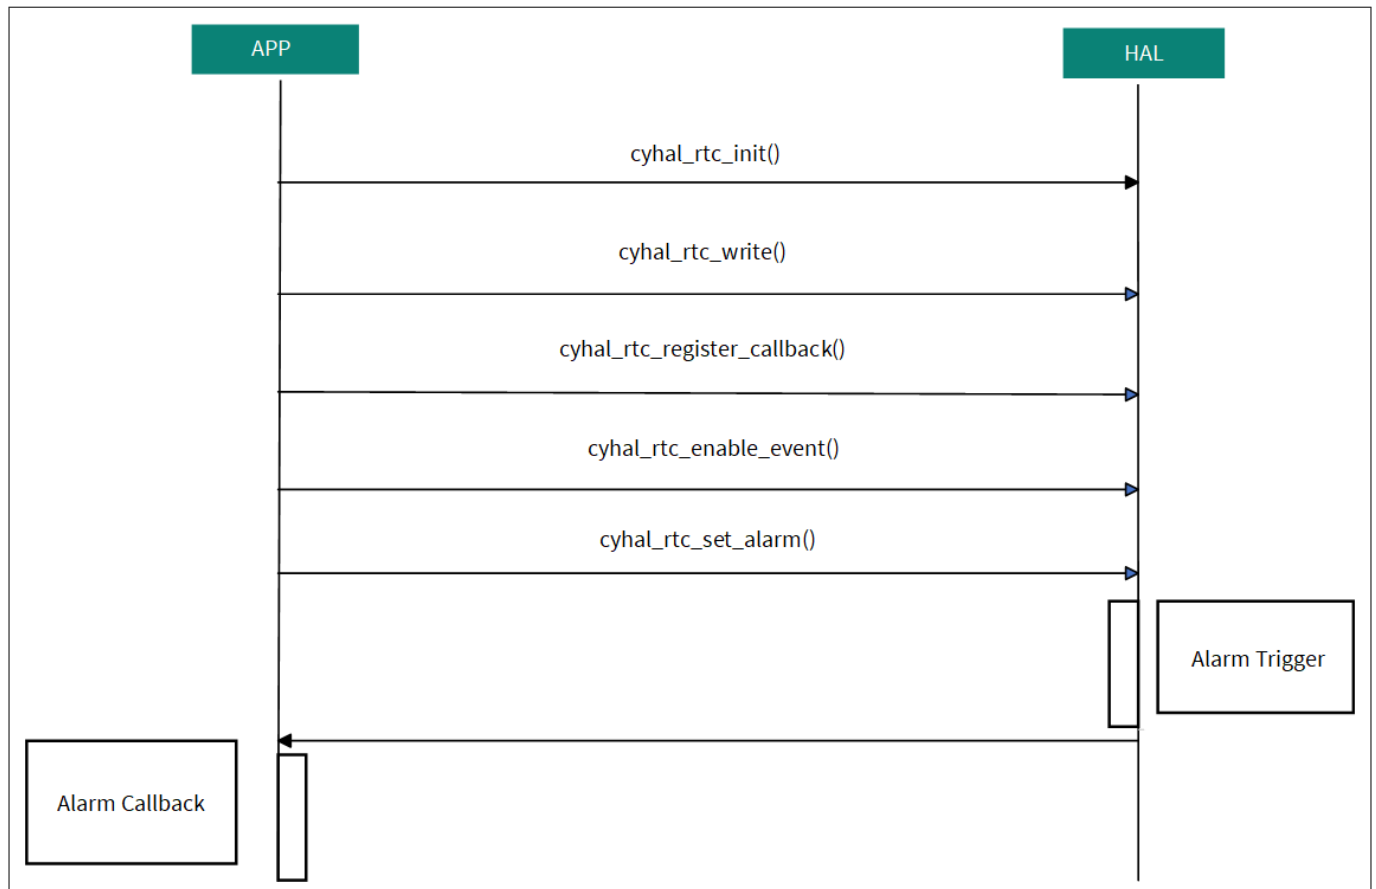 APP
HAL
cyhal_rtc_init()
cyhal_rtc_write()
cyhal_rtc_register_callback()
cyhal_rtc_enable_event()
cyhal_rtc_set_alarm()
Alarm Trigger
Alarm Callback